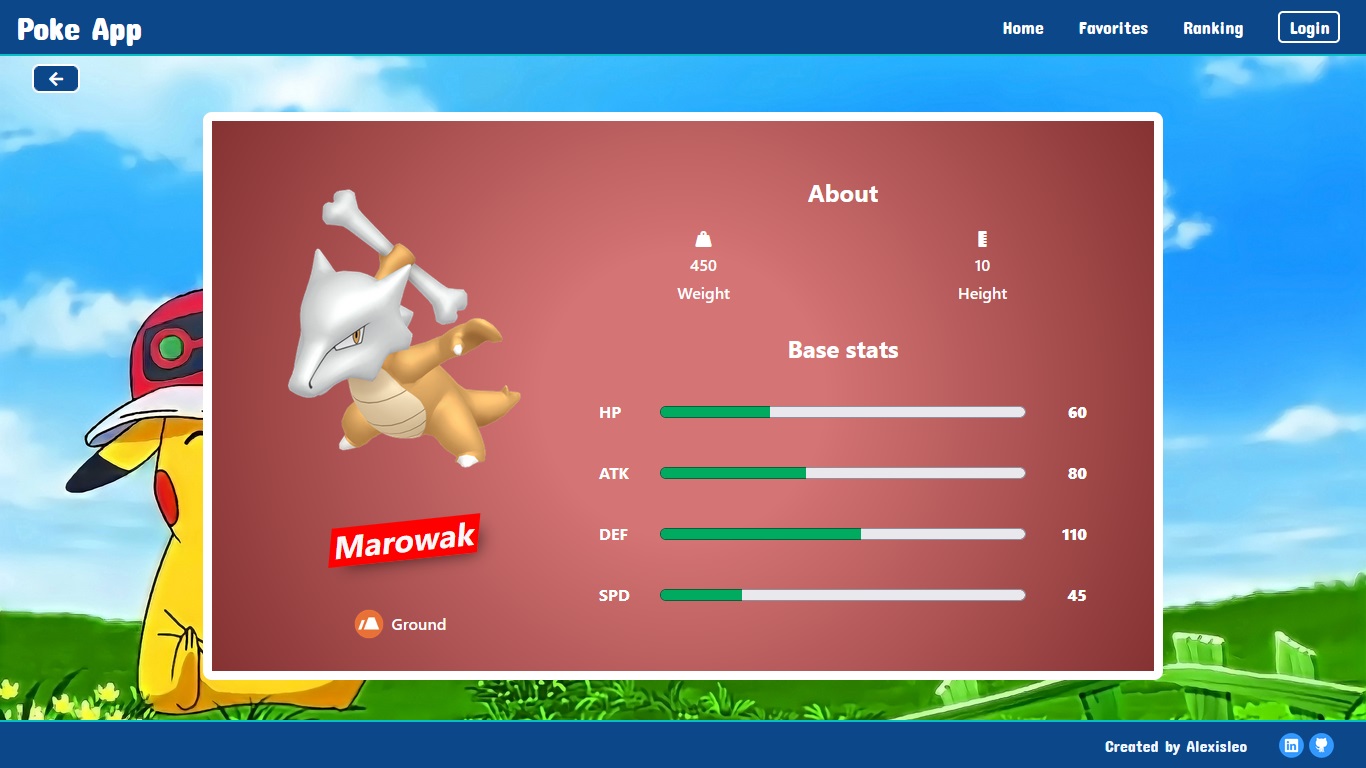 Poke App
Home Favorites Ranking Login
About
450 10
Weight Height
Base stats
HP 60
ATK 80
DEF 110
SPD 45
Marowak
Ground
Created by Alexisleo
in